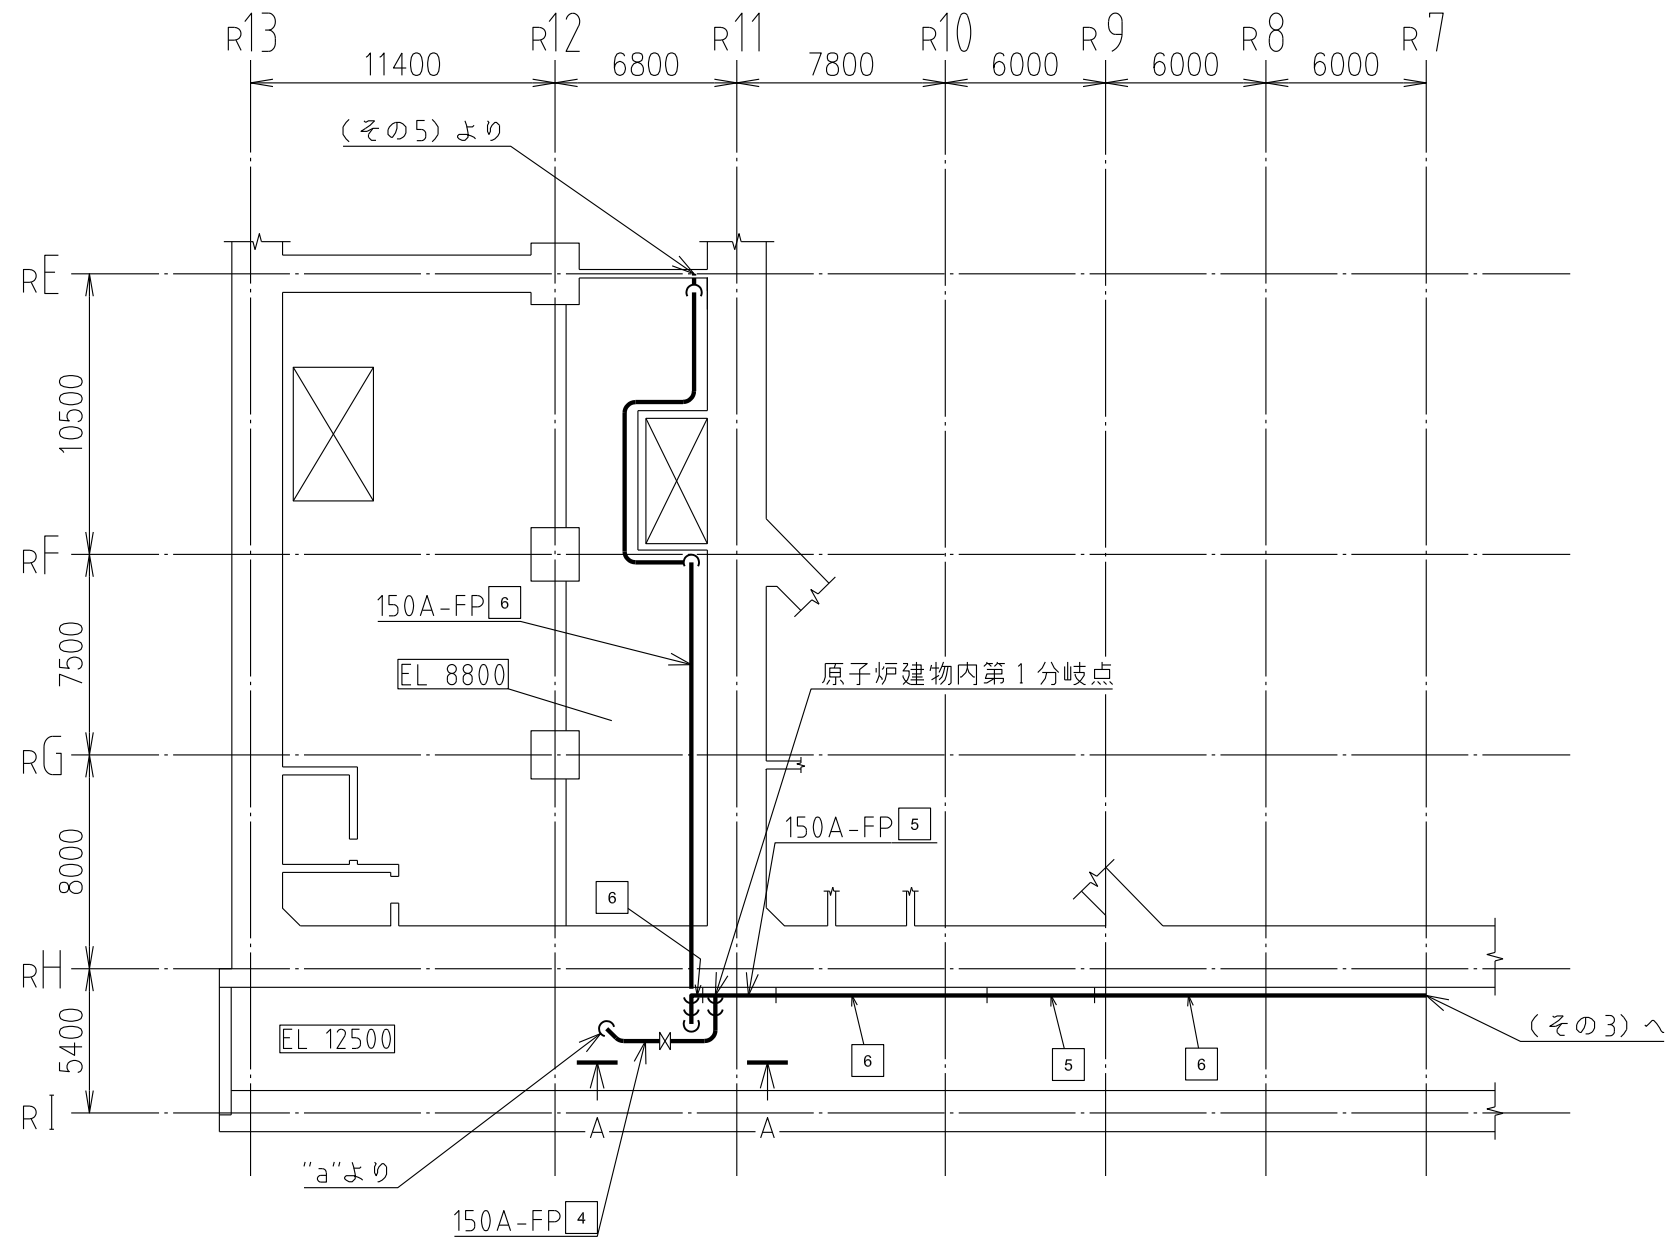 R13 R12 R11 R10 R9 R8 R7
11400 6800 7800 6000 6000 6000
(その5)より
RE
10500
RF
150A-FP 6
7500
EL 8800
原子炉建物内第1分岐点
RG
150A-FP 5
8000
6
RH
5400
EL 12500
(その3)へ
6 5 6
RI
A A
"a"より
150A-FP 4